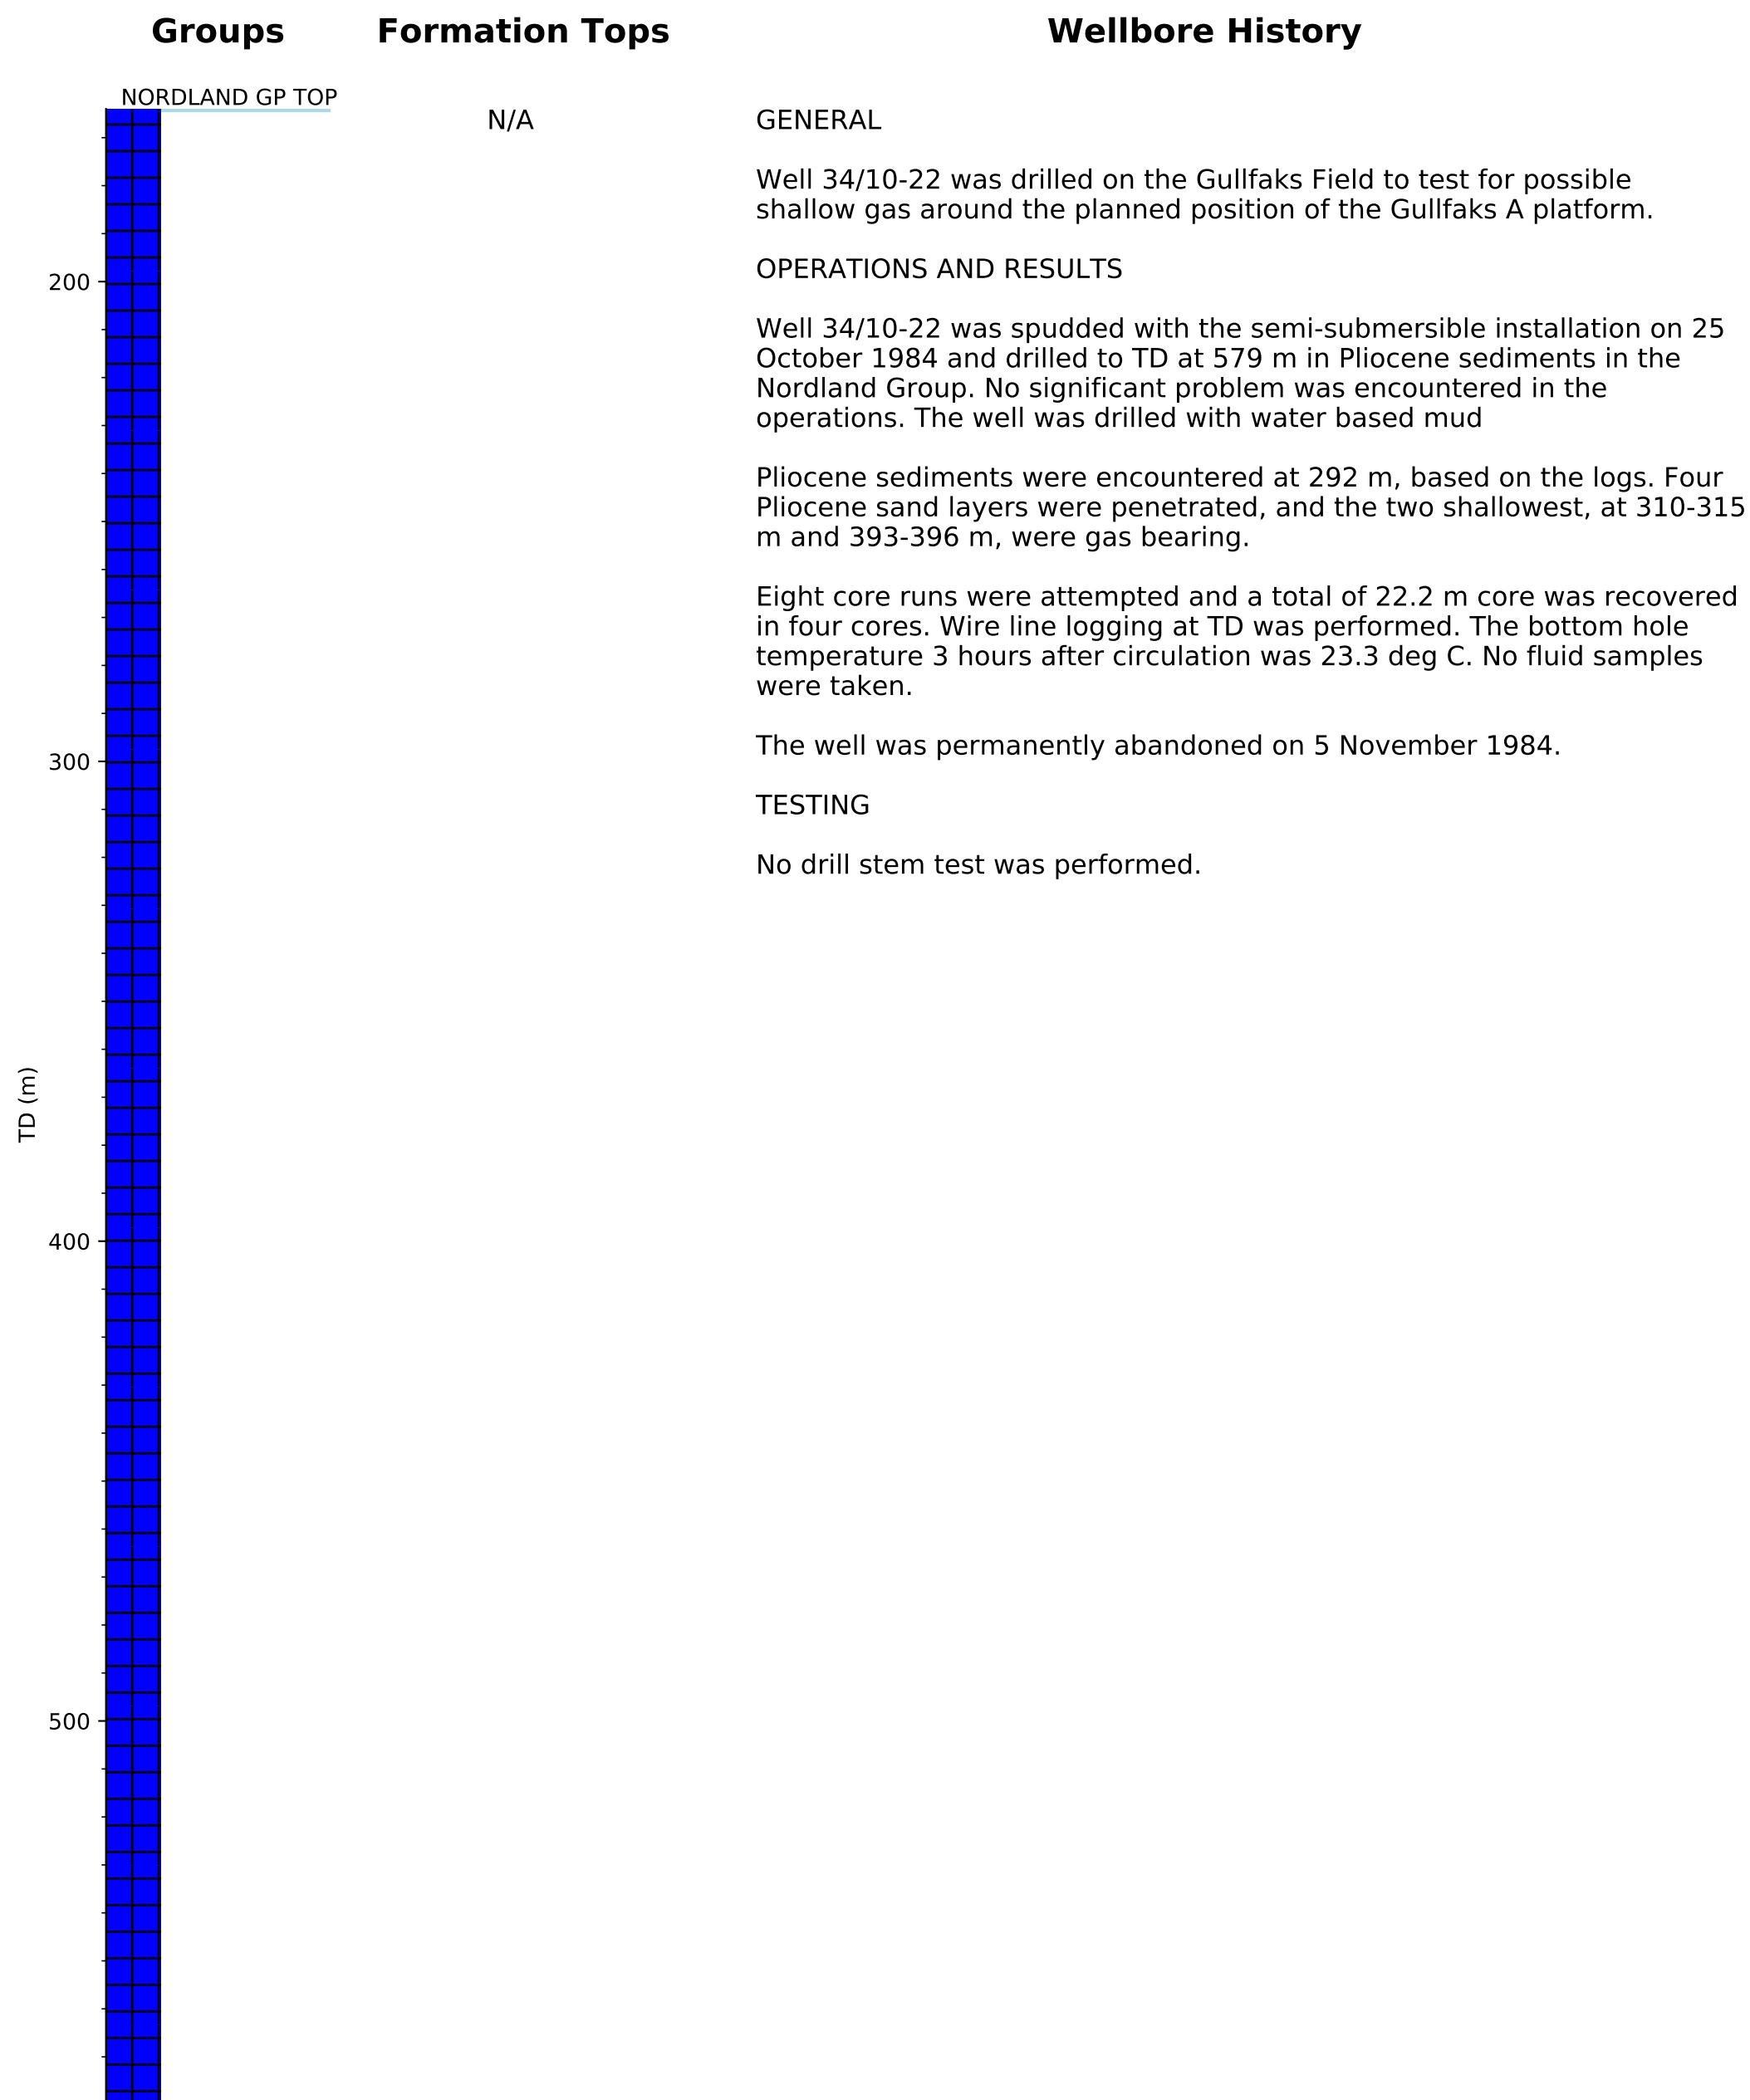 Groups
Formation Tops
Wellbore History
NORDLAND GP TOP
N/A
GENERAL
Well 34/10-22 was drilled on the Gullfaks Field to test for possible
shallow gas around the planned position of the Gullfaks A platform.
OPERATIONS AND RESULTS
Well 34/10-22 was spudded with the semi-submersible installation on 25
October 1984 and drilled to TD at 579 m in Pliocene sediments in the
Nordland Group. No significant problem was encountered in the
operations. The well was drilled with water based mud
Pliocene sediments were encountered at 292 m, based on the logs. Four
Pliocene sand layers were penetrated, and the two shallowest, at 310-315
m and 393-396 m, were gas bearing.
Eight core runs were attempted and a total of 22.2 m core was recovered
in four cores. Wire line logging at TD was performed. The bottom hole
temperature 3 hours after circulation was 23.3 deg C. No fluid samples
were taken.
The well was permanently abandoned on 5 November 1984.
TESTING
No drill stem test was performed.
200
300
TD (m)
400
500